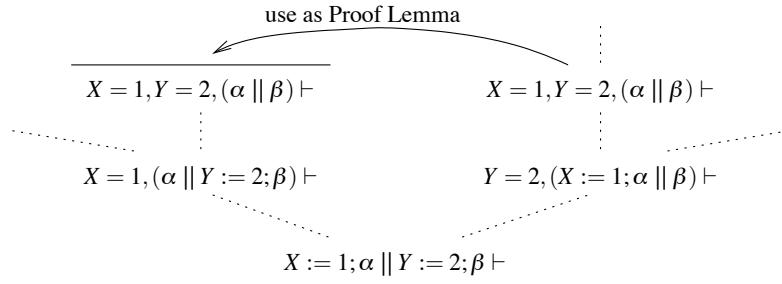 use as Proof Lemma
X = 1,Y = 2,(α || β) ⊢ X = 1,Y = 2,(α || β) ⊢
X = 1,(α || Y := 2;β) ⊢ Y = 2,(X := 1;α || β) ⊢
X := 1;α || Y := 2;β ⊢